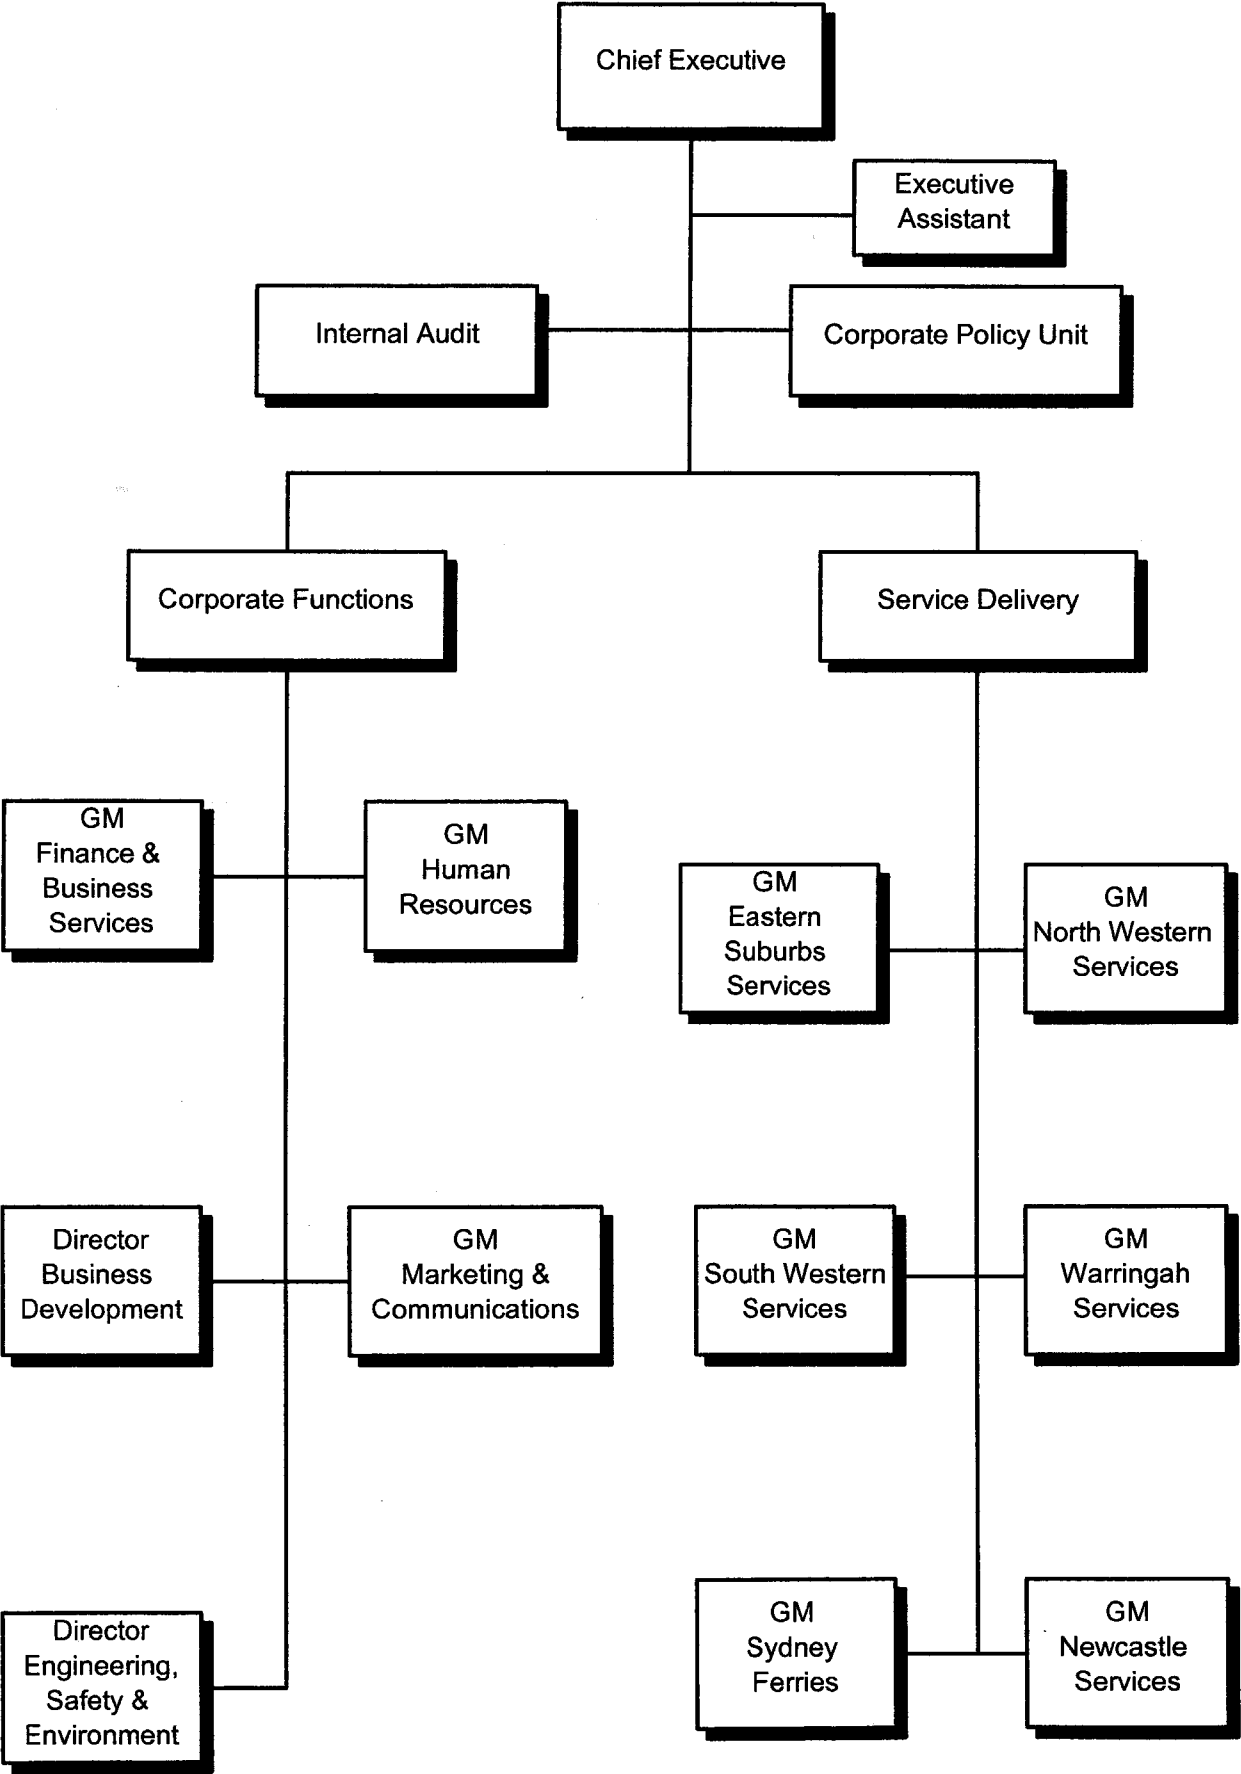 Chief Executive
Executive
Assistant
Internal Audit
Corporate Policy Unit
Corporate Functions
Service Delivery
GM
Finance &
Business
Services
GM
Human
Resources
GM
Eastern
Suburbs
Services
GM
North Western
Services
Director
Business
Development
GM
Marketing &
Communications
GM
South Western
Services
GM
Warringah
Services
Director
Engineering,
Safety &
Environment
GM
Sydney
Ferries
GM
Newcastle
Services